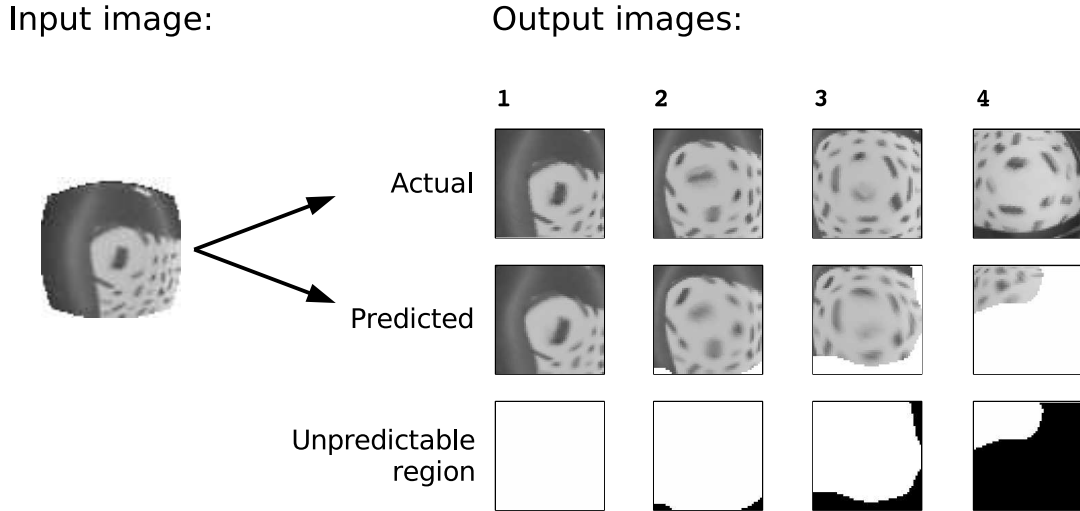 Input image:
Output images:
1 2 3 4
Actual
Predicted
Unpredictable
region